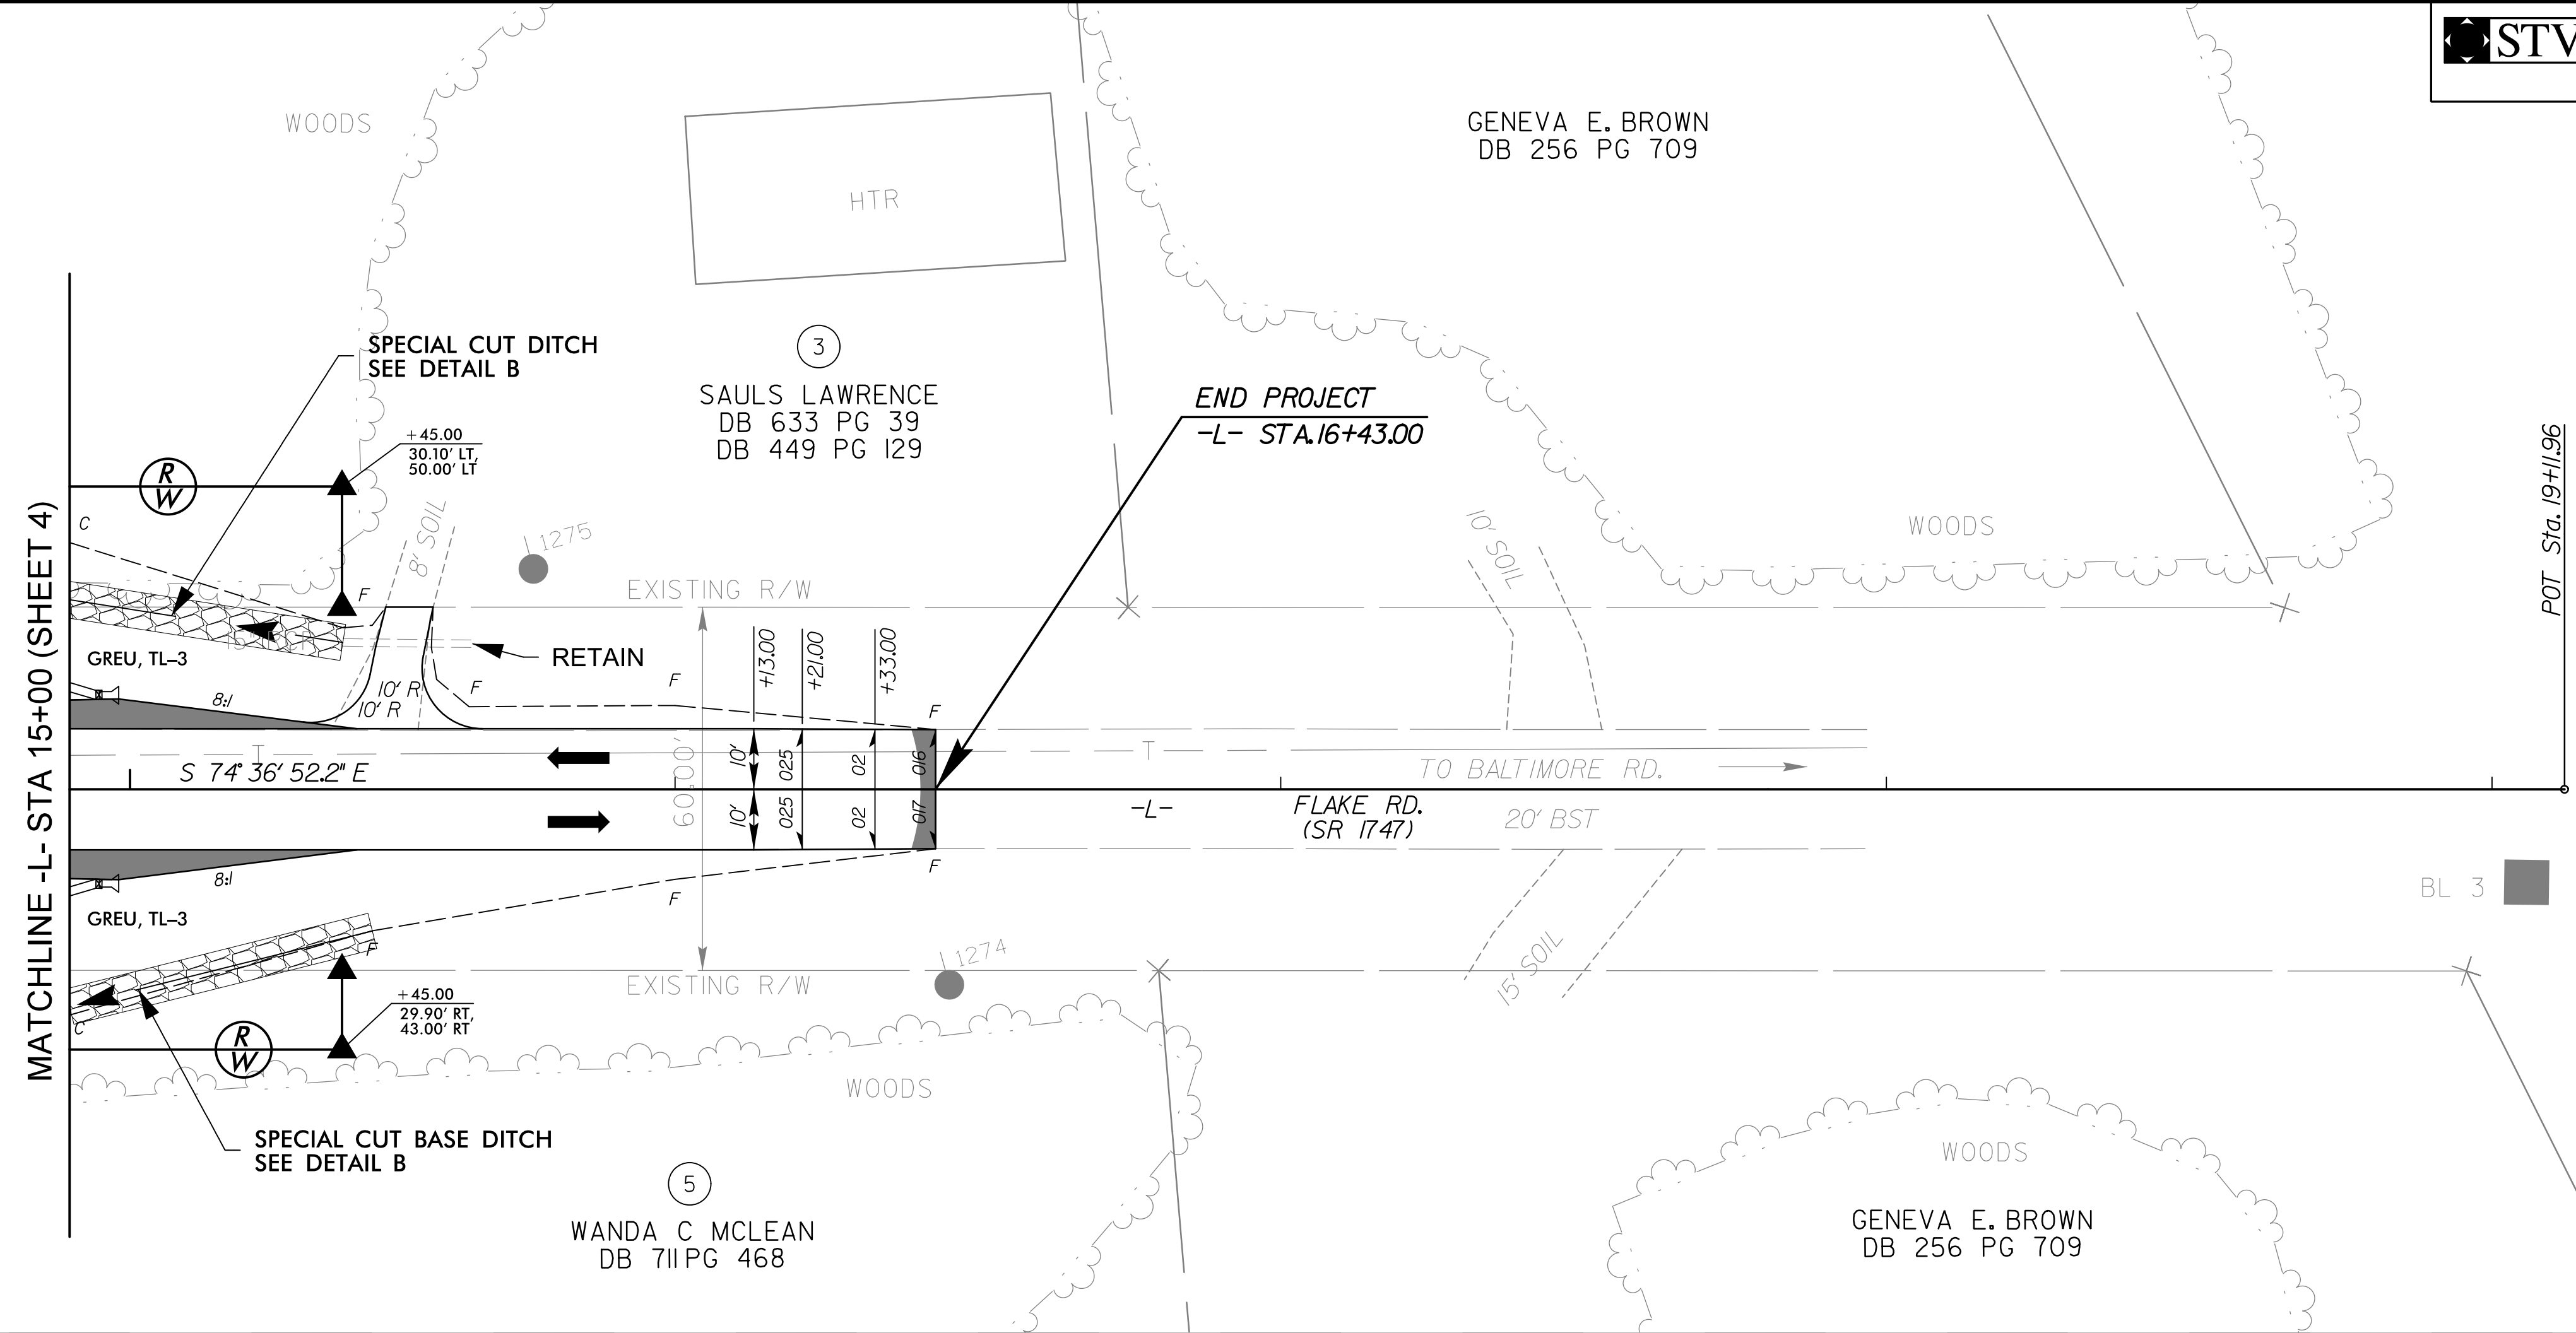 STV
WOODS
HTR
GENEVA E. BROWN
DB 256 PG 709
SPECIAL CUT DITCH
SEE DETAIL B
3
SAULS LAWRENCE
DB 633 PG 39
DB 449 PG 129
END PROJECT
-L- STA.16+43.00
+45.00
30.10' LT,
50.00' LT
R
W
C
8' SOIL
F
1275
EXISTING R/W
10' SOIL
WOODS
POT Sta. 19+11.96
MATCHLINE -L- STA 15+00 (SHEET 4)
GREU, TL-3
RETAIN
8:1
10' R
10' R
F
F
+13.00
+21.00
+33.00
F
T
T
10'
025
02
016
S 74° 36' 52.2" E
60.00'
TO BALTIMORE RD.
10'
025
02
017
-L-
FLAKE RD.
(SR 1747)
20' BST
8:1
F
F
GREU, TL-3
F
BL 3
1274
15' SOIL
EXISTING R/W
C
+45.00
29.90' RT,
43.00' RT
R
W
WOODS
SPECIAL CUT BASE DITCH
SEE DETAIL B
5
WANDA C MCLEAN
DB 711 PG 468
WOODS
GENEVA E. BROWN
DB 256 PG 709